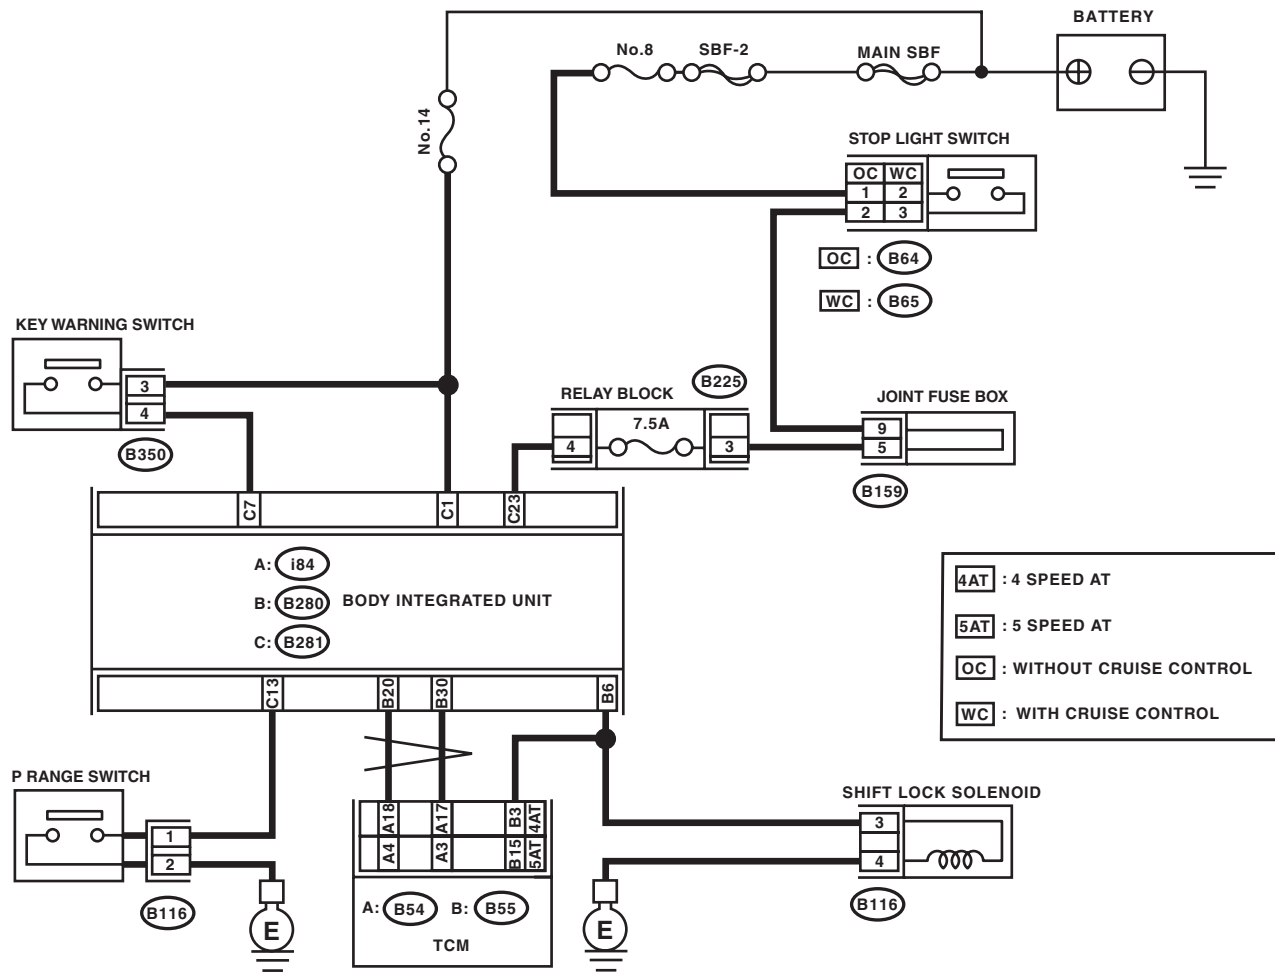 BATTERY
No.8
SBF-2
MAIN SBF
No.14
STOP LIGHT SWITCH
OC WC
1 2
2 3
OC : B64
WC : B65
KEY WARNING SWITCH
3
4
B350
RELAY BLOCK
B225
7.5A
4
3
JOINT FUSE BOX
9
5
B159
C7
C1
C23
A: i84
B: B280
BODY INTEGRATED UNIT
C: B281
C13
B20
B30
B6
4AT : 4 SPEED AT
5AT : 5 SPEED AT
OC : WITHOUT CRUISE CONTROL
WC : WITH CRUISE CONTROL
P RANGE SWITCH
1
2
B116
E
A18 A17 B3 4AT
A4 A3 B15 5AT
A: B54 B: B55
TCM
E
SHIFT LOCK SOLENOID
3
4
B116